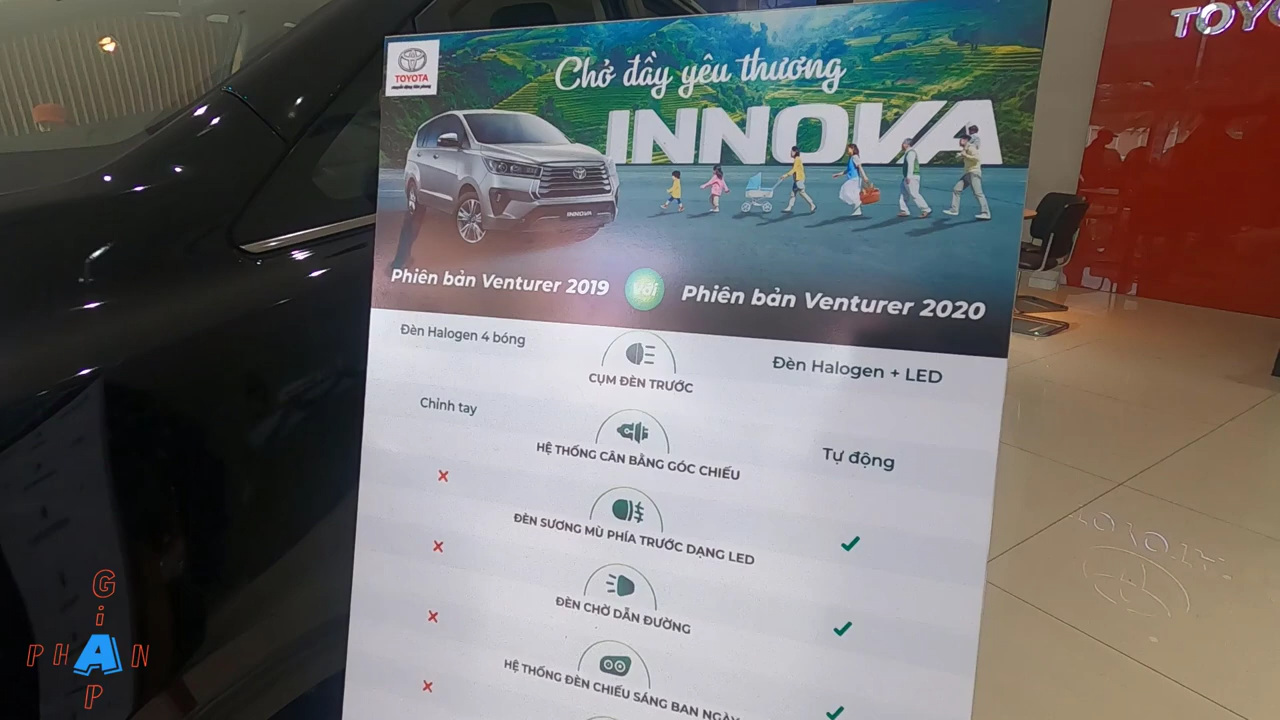 TOYOTA
Chở đầy yêu thương
INNOVA
INNOVA
Phiên bản Venturer 2019
Với
Phiên bản Venturer 2020
Đèn Halogen 4 bóng
CỤM ĐÈN TRƯỚC
Đèn Halogen + LED
Chỉnh tay
HỆ THỐNG CÂN BẰNG GÓC CHIẾU
Tự động
ĐÈN SƯƠNG MÙ PHÍA TRƯỚC DẠNG LED
ĐÈN CHỜ DẪN ĐƯỜNG
HỆ THỐNG ĐÈN CHIẾU SÁNG BAN NGÀY
TOYO
GiAP
PHAN